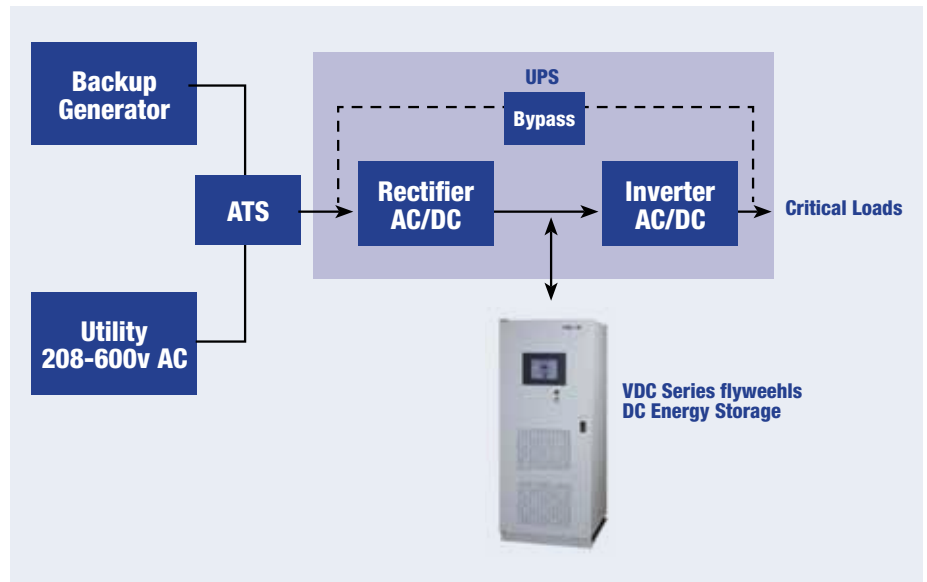 Backup
Generator
UPS
Bypass
ATS
Rectifier
AC/DC
Inverter
AC/DC
Critical Loads
Utility
208-600v AC
VDC Series flyweehls
DC Energy Storage